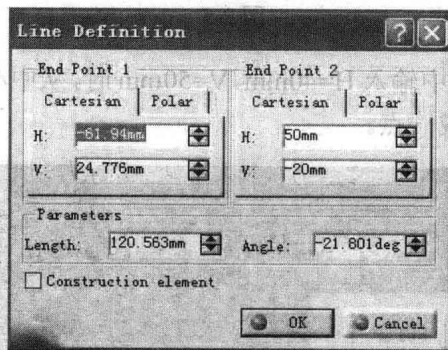 Line Definition
End Point 1
End Point 2
Cartesian
Polar
Cartesian
Polar
H:
-61.94mm
H:
50mm
V:
24.776mm
V:
-20mm
Parameters
Length:
120.563mm
Angle:
-21.801deg
Construction element
OK
Cancel